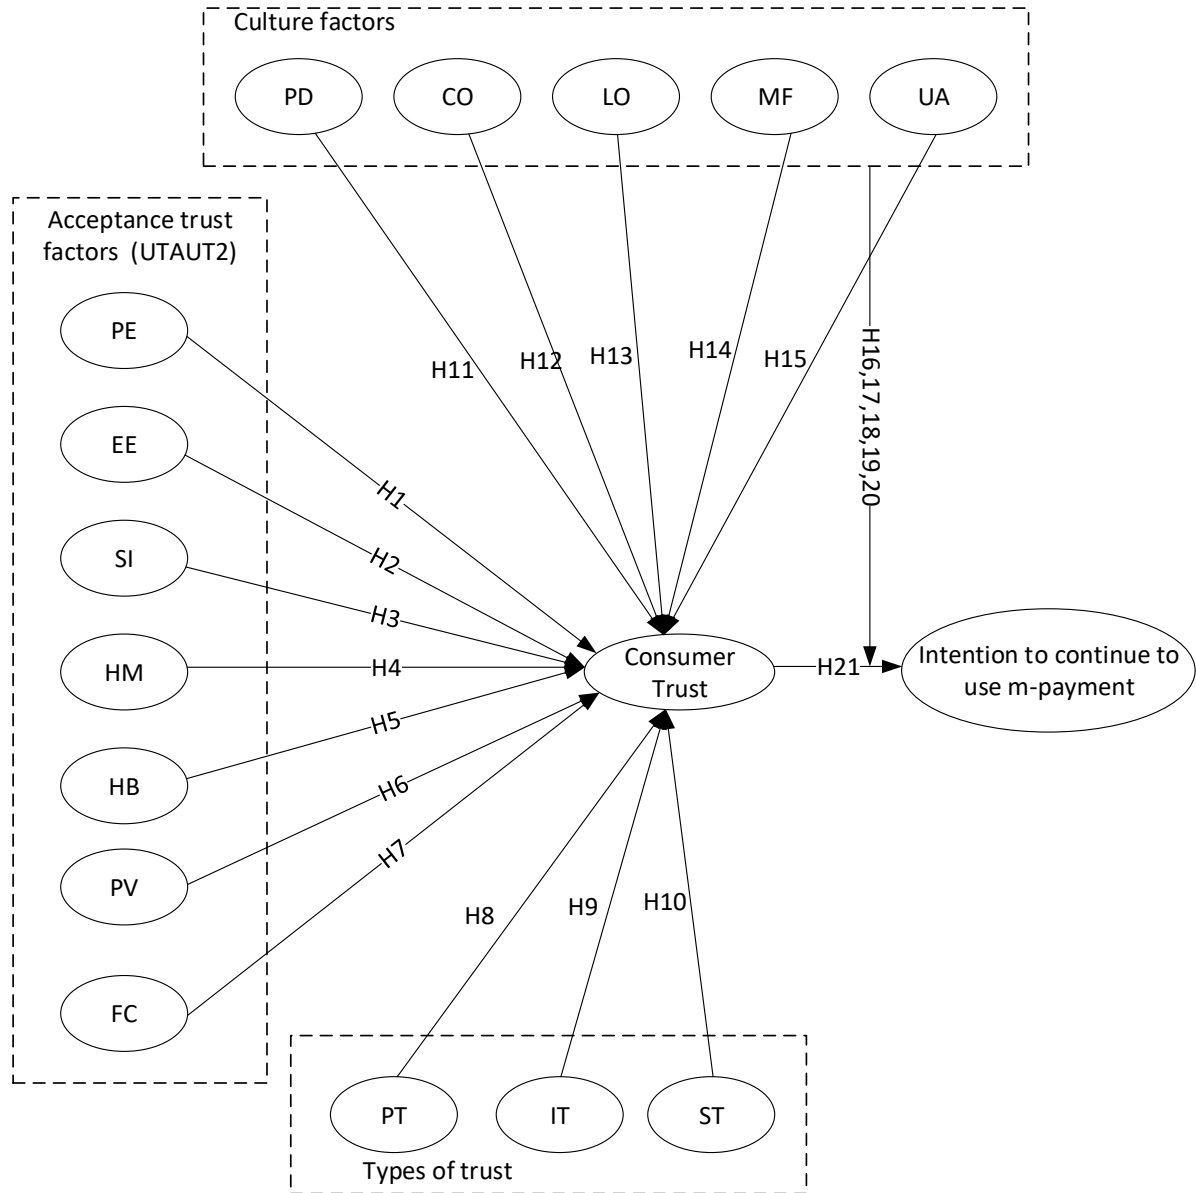 Culture factors
PD
CO
LO
MF
UA
Acceptance trust
factors (UTAUT2)
PE
EE
SI
HM
HB
PV
FC
H11
H12
H13
H14
H15
H16,17,18,19,20
H1
H2
H3
H4
H5
H6
H7
Consumer
Trust
H21
Intention to continue to
use m-payment
H8
H9
H10
PT
IT
ST
Types of trust